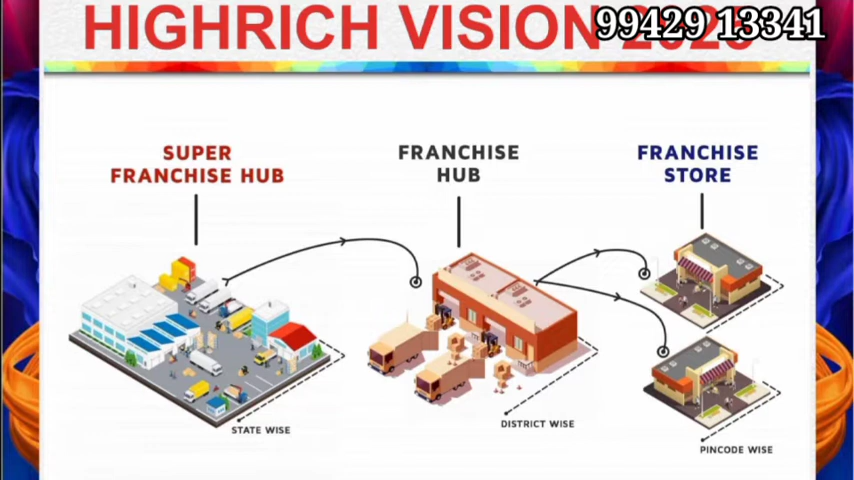 HIGHRICH VISION
99429 13341
SUPER
FRANCHISE HUB
FRANCHISE
HUB
FRANCHISE
STORE
STATE WISE
DISTRICT WISE
PINCODE WISE